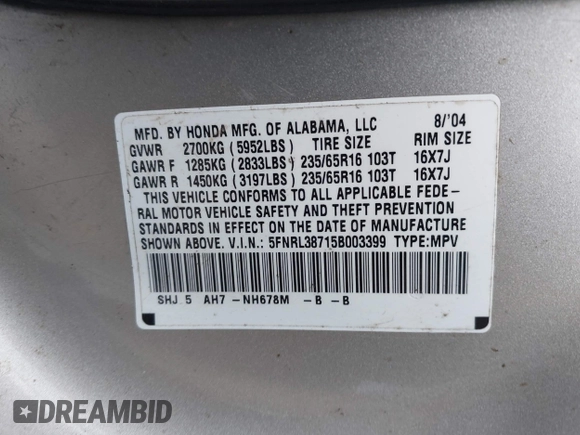 MFD. BY HONDA MFG. OF ALABAMA, LLC 8/'04
GVWR 2700KG (5952LBS) TIRE SIZE RIM SIZE
GAWR F 1285KG (2833LBS) 235/65R16 103T 16X7J
GAWR R 1450KG (3197LBS) 235/65R16 103T 16X7J
THIS VEHICLE CONFORMS TO ALL APPLICABLE FEDE-
RAL MOTOR VEHICLE SAFETY AND THEFT PREVENTION
STANDARDS IN EFFECT ON THE DATE OF MANUFACTURE
SHOWN ABOVE. V.I.N.: 5FNRL38715B003399 TYPE:MPV
SHJ 5 AH7 -NH678M -B -B
DREAMBID